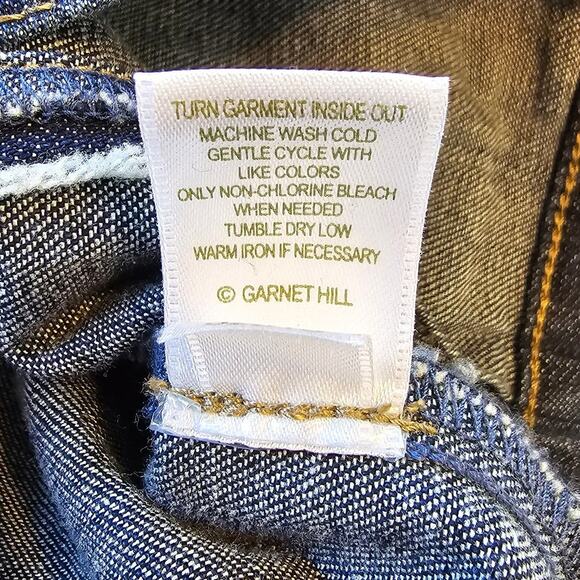 TURN GARMENT INSIDE OUT
MACHINE WASH COLD
GENTLE CYCLE WITH
LIKE COLORS
ONLY NON-CHLORINE BLEACH
WHEN NEEDED
TUMBLE DRY LOW
WARM IRON IF NECESSARY
© GARNET HILL